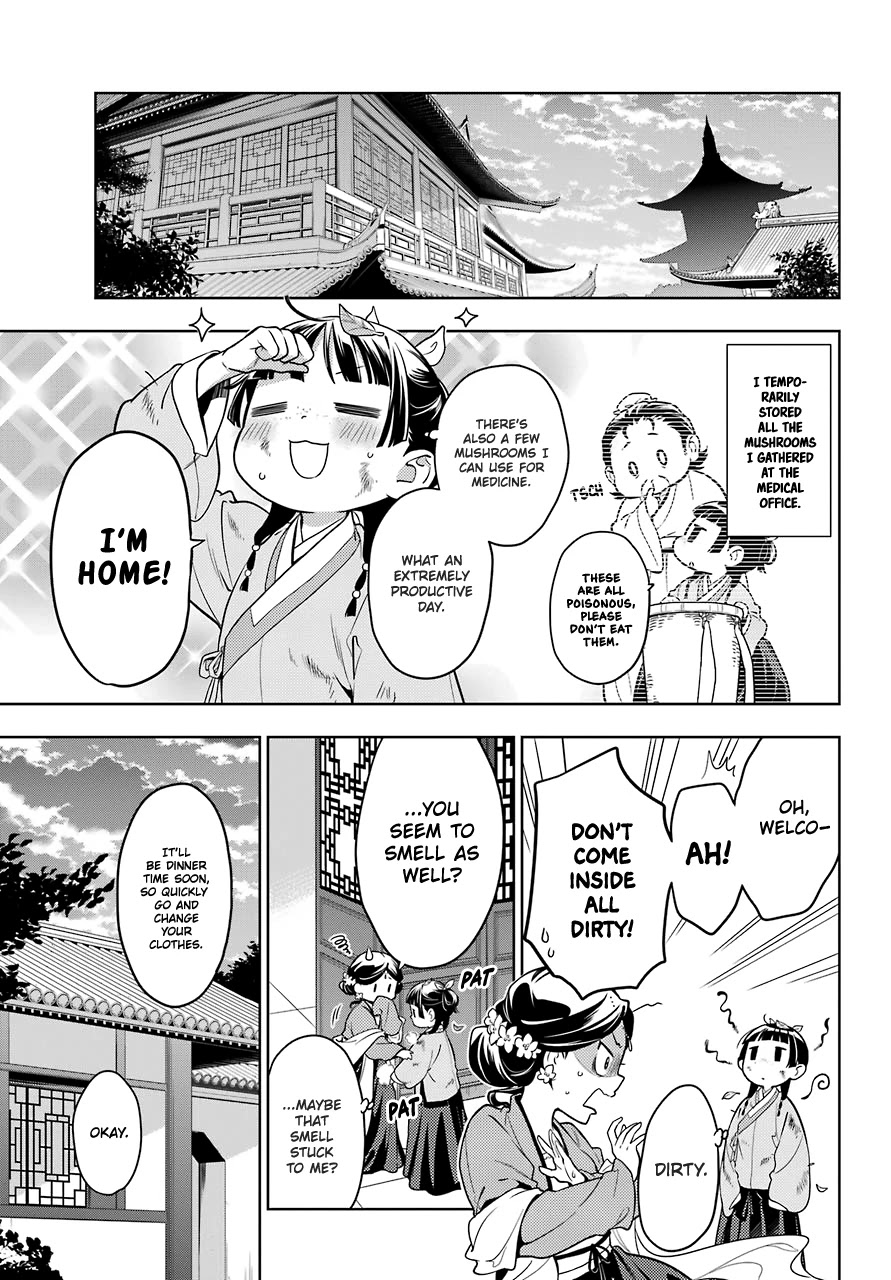 I TEMPO-
RARILY
STORED
ALL THE
MUSHROOMS
I GATHERED
AT THE
MEDICAL
OFFICE.
TSCH
THESE
ARE ALL
POISONOUS,
PLEASE
DON'T EAT
THEM.
THERE'S
ALSO A FEW
MUSHROOMS I
CAN USE FOR
MEDICINE.
WHAT AN
EXTREMELY
PRODUCTIVE
DAY.
I'M
HOME!
OH,
WELCO-
AH!
DON'T
COME
INSIDE
ALL
DIRTY!
DIRTY.
...YOU
SEEM TO
SMELL AS
WELL?
PAT
PAT
...MAYBE
THAT
SMELL
STUCK
TO ME?
IT'LL
BE DINNER
TIME SOON,
SO QUICKLY
GO AND
CHANGE
YOUR
CLOTHES.
OKAY.